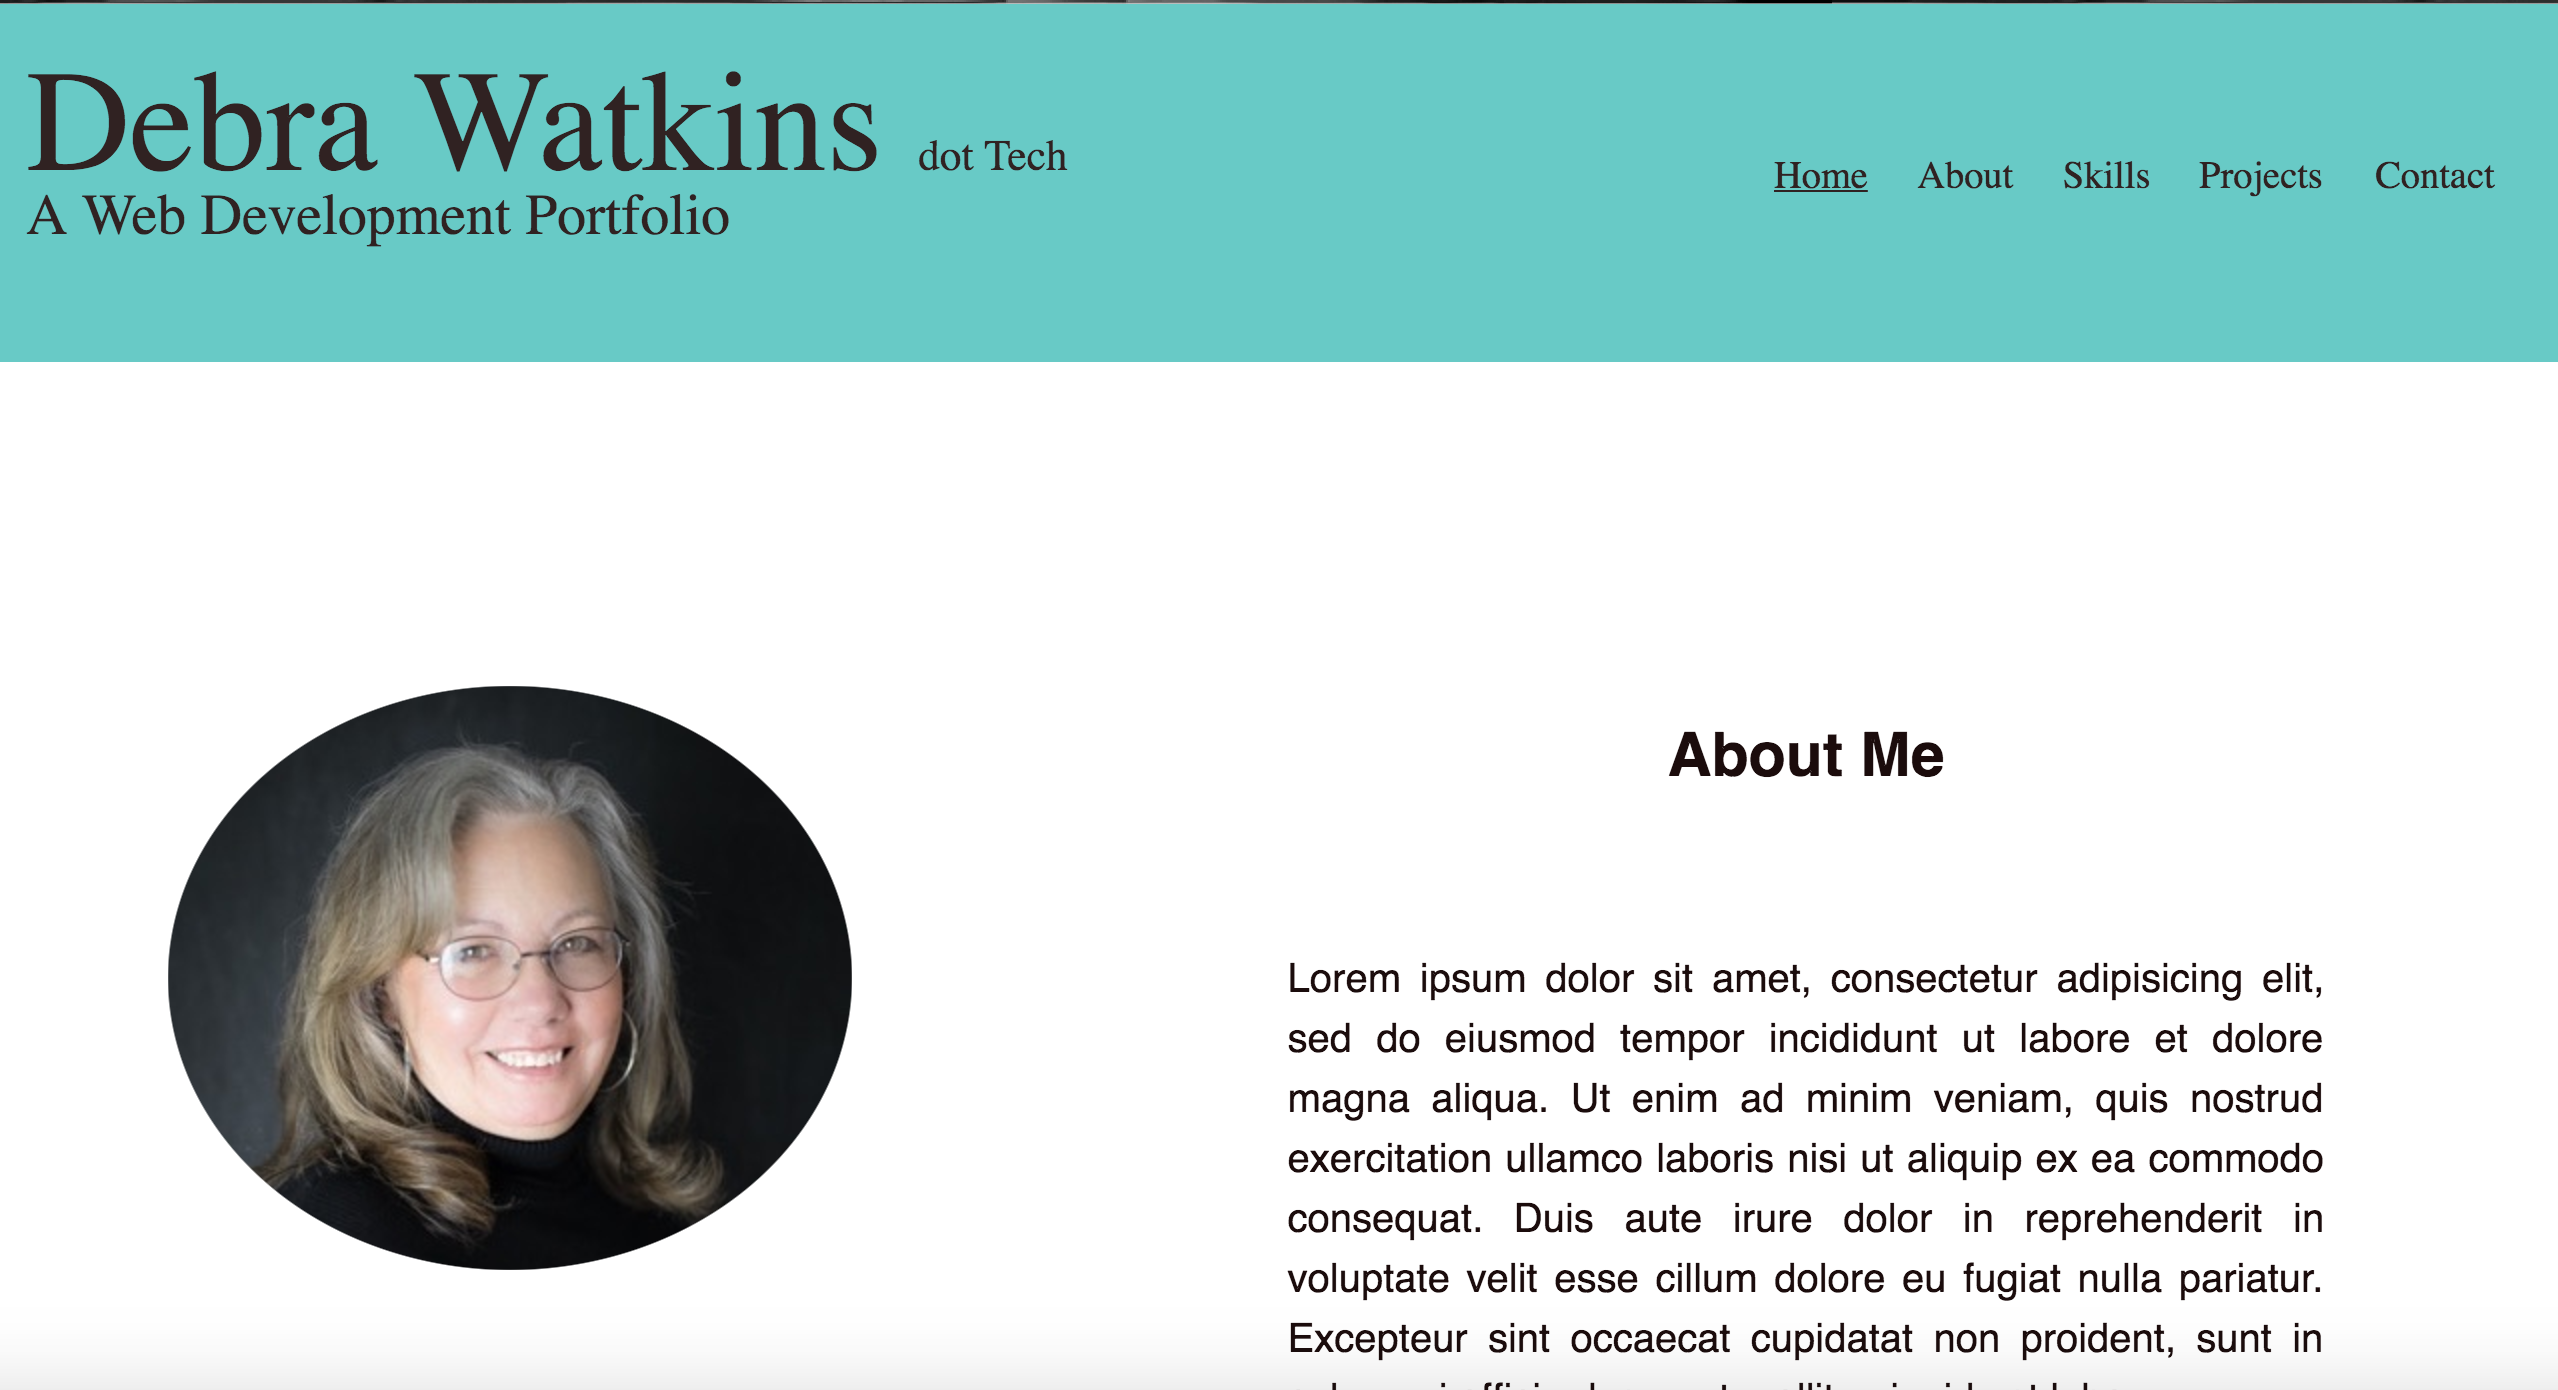 Debra Watkins dot Tech
A Web Development Portfolio
Home About Skills Projects Contact
About Me
Lorem ipsum dolor sit amet, consectetur adipisicing elit,
sed do eiusmod tempor incididunt ut labore et dolore
magna aliqua. Ut enim ad minim veniam, quis nostrud
exercitation ullamco laboris nisi ut aliquip ex ea commodo
consequat. Duis aute irure dolor in reprehenderit in
voluptate velit esse cillum dolore eu fugiat nulla pariatur.
Excepteur sint occaecat cupidatat non proident, sunt in